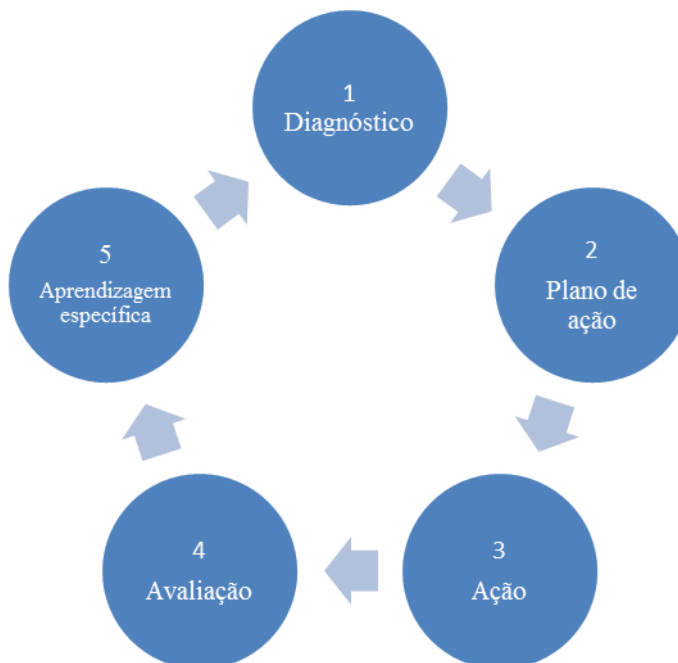 1
Diagnóstico
2
Plano de
ação
3
Ação
4
Avaliação
5
Aprendizagem
específica